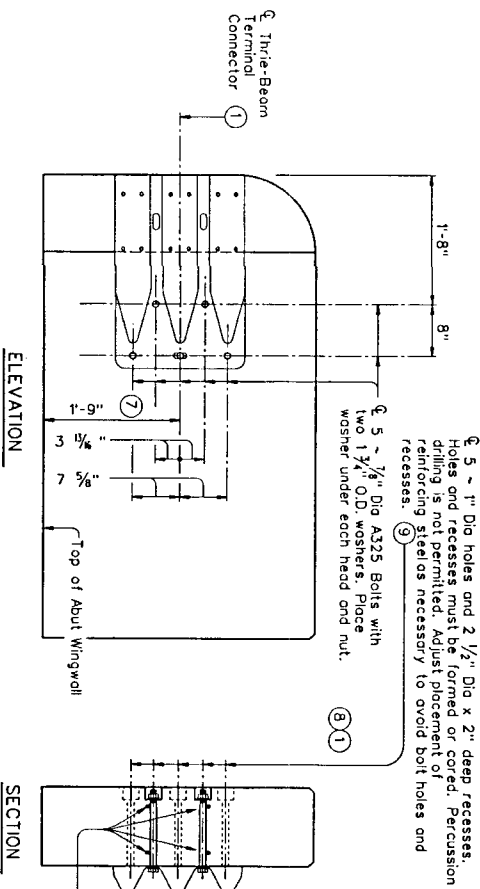 ℄ Thrie-Beam
Terminal
Connector
1
1'-8"
8"
℄ 5 ~ 1" Dia holes and 2 1/2" Dia x 2" deep recesses.
Holes and recesses must be formed or cored. Percussion
drilling is not permitted. Adjust placement of
reinforcing steel as necessary to avoid bolt holes and
recesses. 9
℄ 5 ~ 7/8" Dia A325 Bolts with
two 1 3/4" O.D. washers. Place
washer under each head and nut.
8 1
1'-9"
7
3 13/16 "
7 5/8"
Top of Abut Wingwall
ELEVATION
SECTION